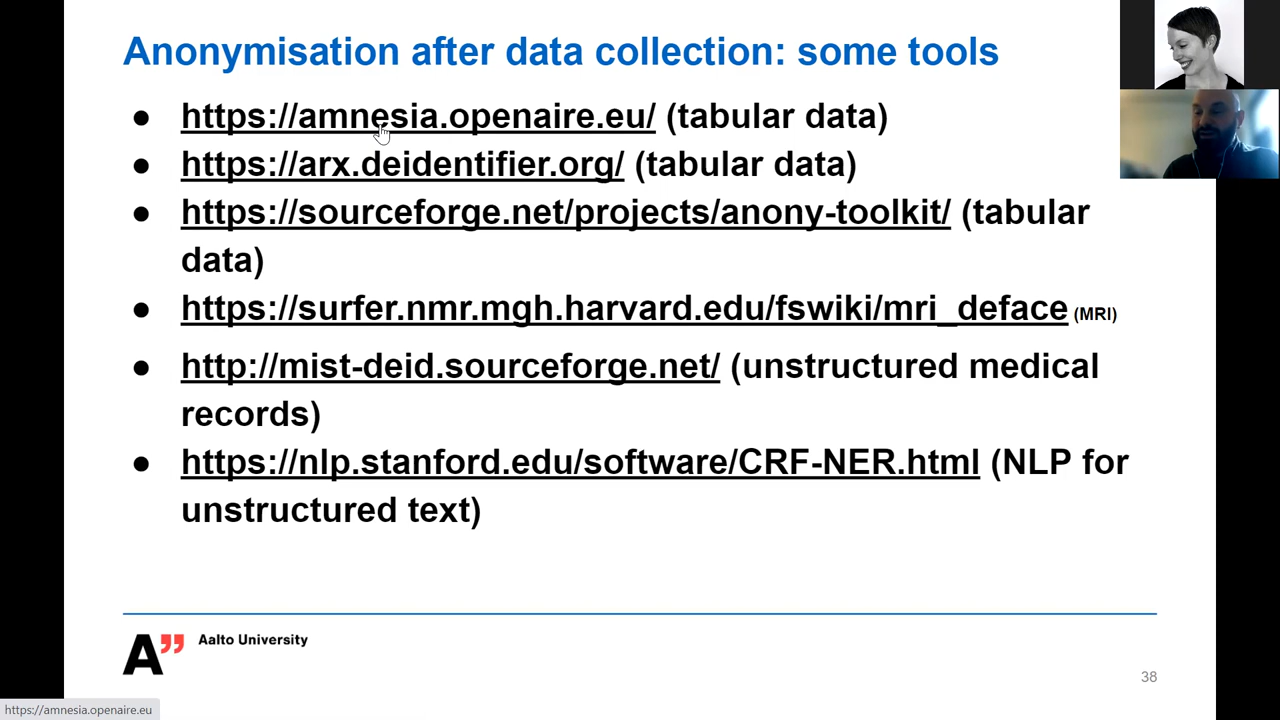 Anonymisation after data collection: some tools
● https://amnesia.openaire.eu/ (tabular data)
● https://arx.deidentifier.org/ (tabular data)
● https://sourceforge.net/projects/anony-toolkit/ (tabular
data)
● https://surfer.nmr.mgh.harvard.edu/fswiki/mri_deface (MRI)
● http://mist-deid.sourceforge.net/ (unstructured medical
records)
● https://nlp.stanford.edu/software/CRF-NER.html (NLP for
unstructured text)
A” Aalto University
38
https://amnesia.openaire.eu